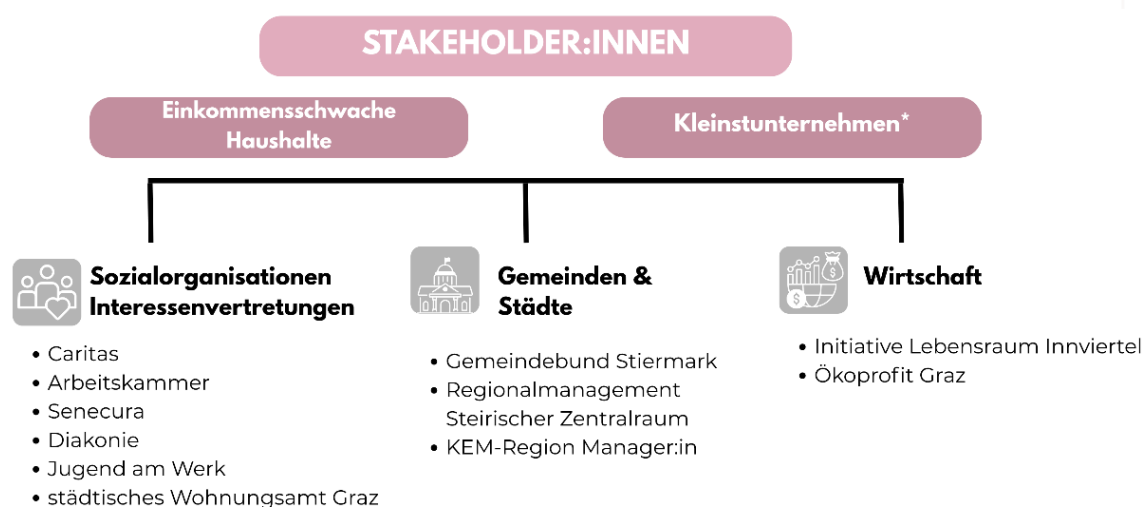 STAKEHOLDER:INNEN
Einkommensschwache
Haushalte
Kleinstunternehmen*
Sozialorganisationen
Interessenvertretungen
• Caritas
• Arbeitskammer
• Senecura
• Diakonie
• Jugend am Werk
• städtisches Wohnungsamt Graz
Gemeinden &
Städte
• Gemeindebund Stiermark
• Regionalmanagement
Steirischer Zentralraum
• KEM-Region Manager:in
Wirtschaft
• Initiative Lebensraum Innviertel
• Ökoprofit Graz